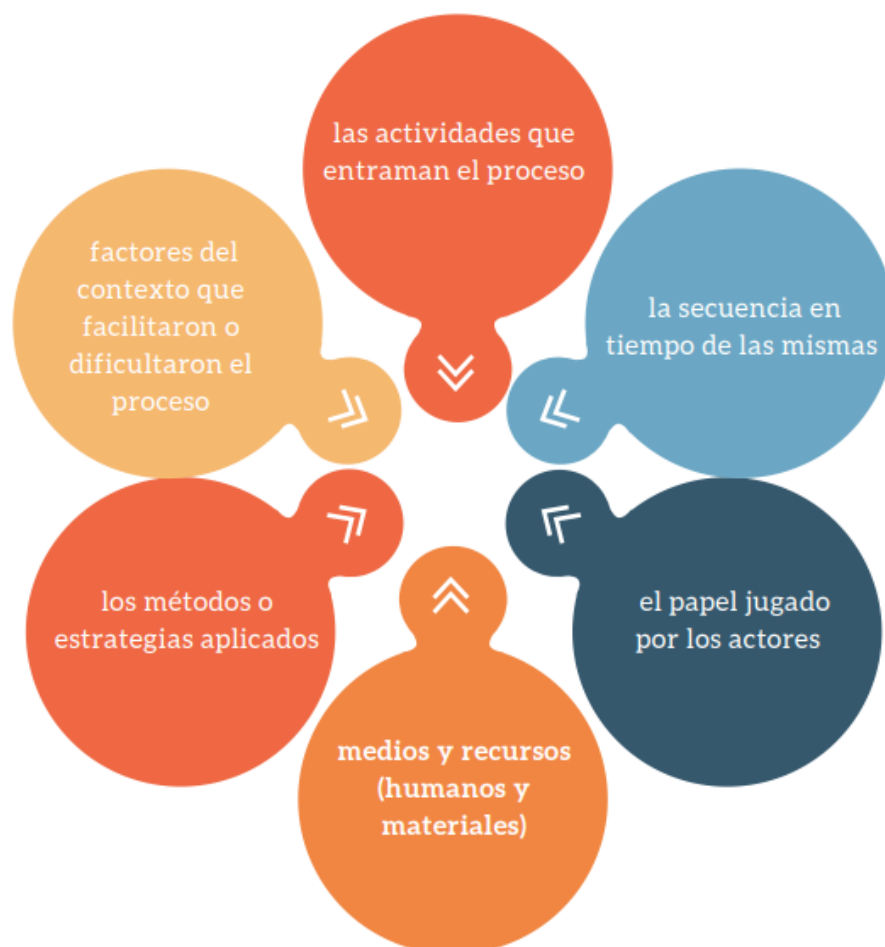 las actividades que
entraman el proceso
la secuencia en
tiempo de las mismas
el papel jugado
por los actores
medios y recursos
(humanos y
materiales)
los métodos o
estrategias aplicados
factores del
contexto que
facilitaron o
dificultaron el
proceso